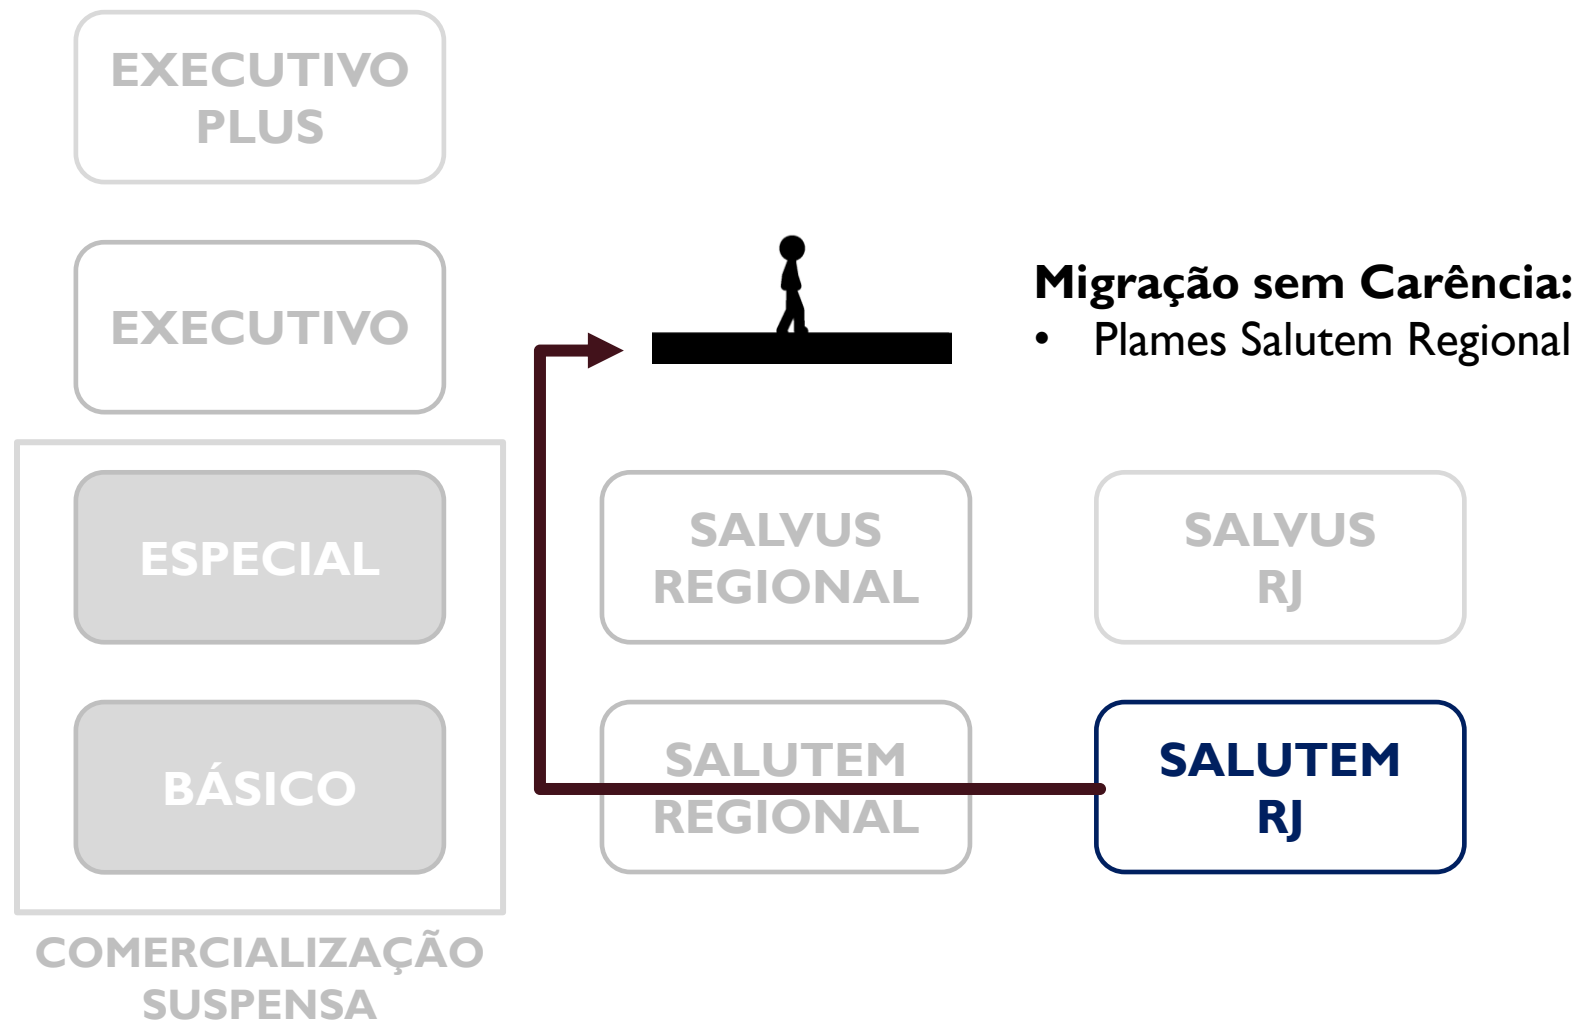 EXECUTIVO
PLUS
EXECUTIVO
Migração sem Carência:
• Plames Salutem Regional
ESPECIAL
SALVUS
REGIONAL
SALVUS
RJ
BÁSICO
SALUTEM
REGIONAL
SALUTEM
RJ
COMERCIALIZAÇÃO
SUSPENSA